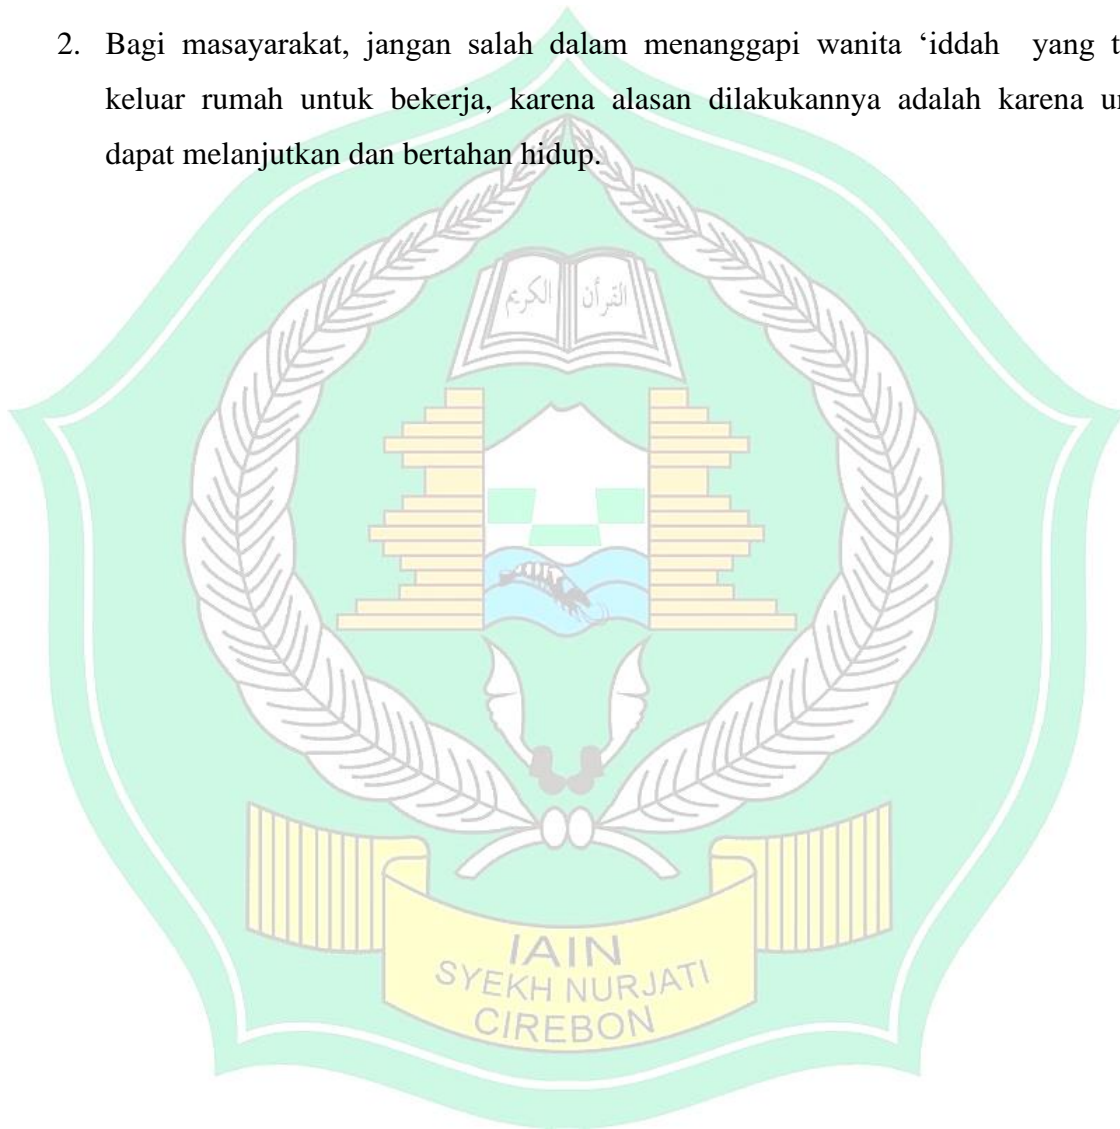 2. Bagi masayarakat, jangan salah dalam menanggapi wanita ‘iddah yang
keluar rumah untuk bekerja, karena alasan dilakukannya adalah karena
dapat melanjutkan dan bertahan hidup.
القرأن الكريم
IAIN
SYEKH NURJATI
CIREBON